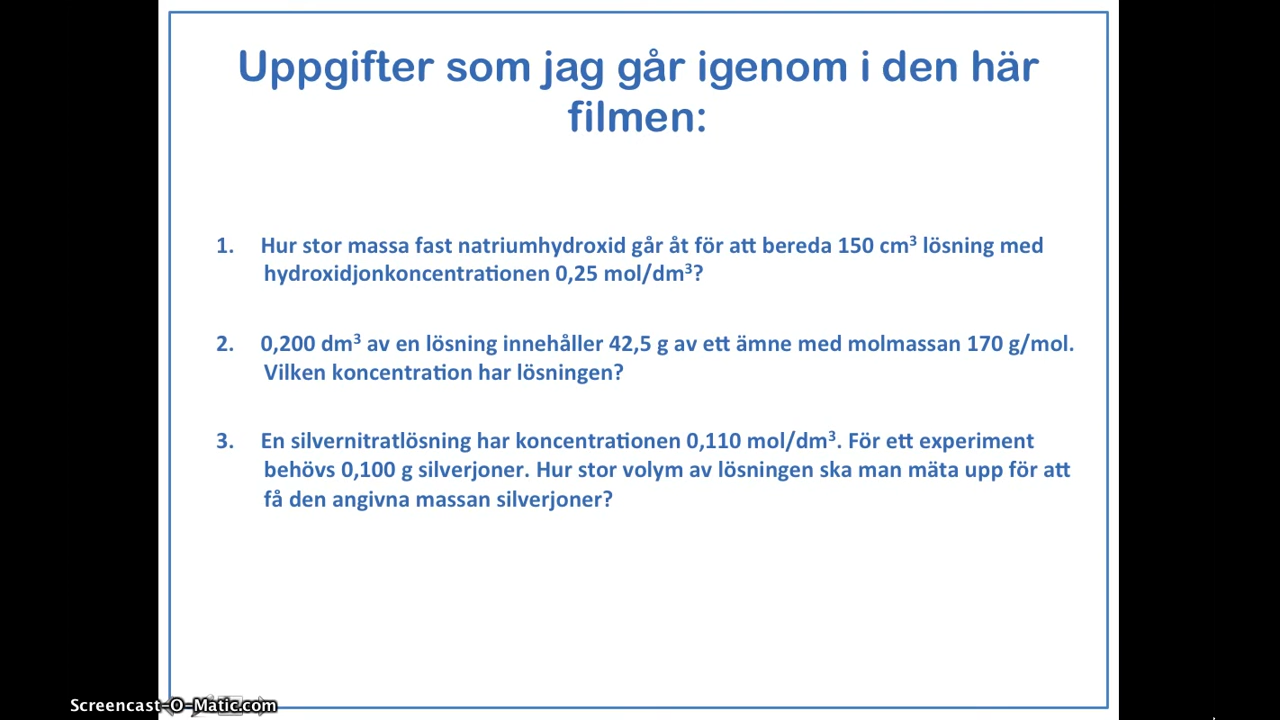 Uppgifter som jag går igenom i den här
filmen:
1. Hur stor massa fast natriumhydroxid går åt för att bereda 150 cm³ lösning med
hydroxidjonkoncentrationen 0,25 mol/dm³?
2. 0,200 dm³ av en lösning innehåller 42,5 g av ett ämne med molmassan 170 g/mol.
Vilken koncentration har lösningen?
3. En silvernitratlösning har koncentrationen 0,110 mol/dm³. För ett experiment
behövs 0,100 g silverjoner. Hur stor volym av lösningen ska man mäta upp för att
få den angivna massan silverjoner?
Screencast-O-Matic.com